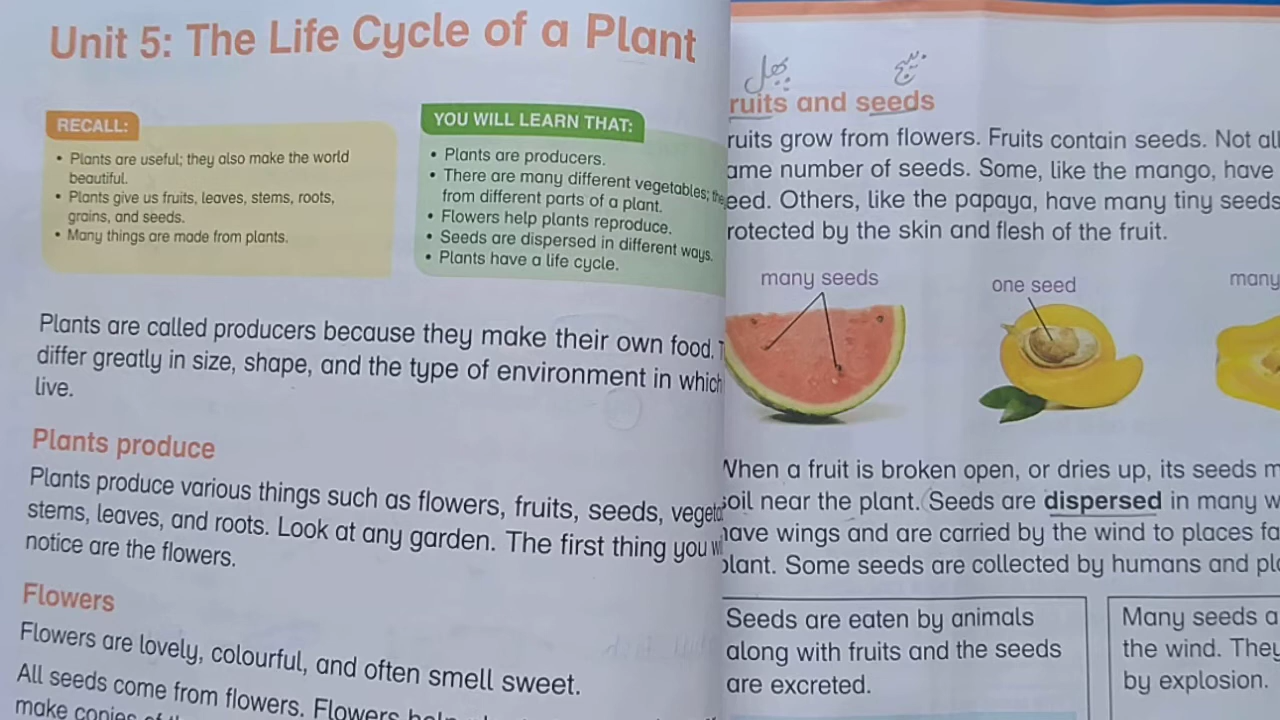 Unit 5: The Life Cycle of a Plant
RECALL:
• Plants are useful; they also make the world
beautiful.
• Plants give us fruits, leaves, stems, roots,
grains, and seeds.
• Many things are made from plants.
YOU WILL LEARN THAT:
• Plants are producers.
• There are many different vegetables;
from different parts of a plant.
• Flowers help plants reproduce.
• Seeds are dispersed in different ways.
• Plants have a life cycle.
Plants are called producers because they make their own food.
differ greatly in size, shape, and the type of environment in which
live.
Plants produce
Plants produce various things such as flowers, fruits, seeds,
stems, leaves, and roots. Look at any garden. The first thing you
notice are the flowers.
Flowers
Flowers are lovely, colourful, and often smell sweet.
All seeds come from flowers. Flowers
make copies
پھل بیج
ruits and seeds
ruits grow from flowers. Fruits contain seeds. Not all
ame number of seeds. Some, like the mango, have
eed. Others, like the papaya, have many tiny seeds
rotected by the skin and flesh of the fruit.
many seeds
one seed
many
When a fruit is broken open, or dries up, its seeds m
soil near the plant. Seeds are dispersed in many w
have wings and are carried by the wind to places fa
plant. Some seeds are collected by humans and pl
Seeds are eaten by animals
along with fruits and the seeds
are excreted.
Many seeds a
the wind. They
by explosion.